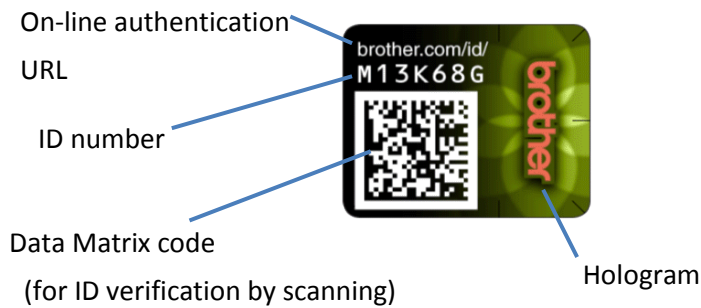 On-line authentication
URL
brother.com/id/
M13K68G
ID number
brother
Data Matrix code
(for ID verification by scanning)
Hologram